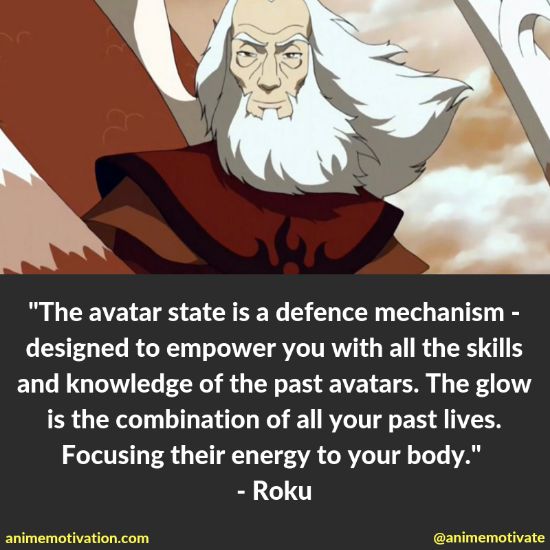 "The avatar state is a defence mechanism -
designed to empower you with all the skills
and knowledge of the past avatars. The glow
is the combination of all your past lives.
Focusing their energy to your body."
- Roku
animemotivation.com
@animemotivate